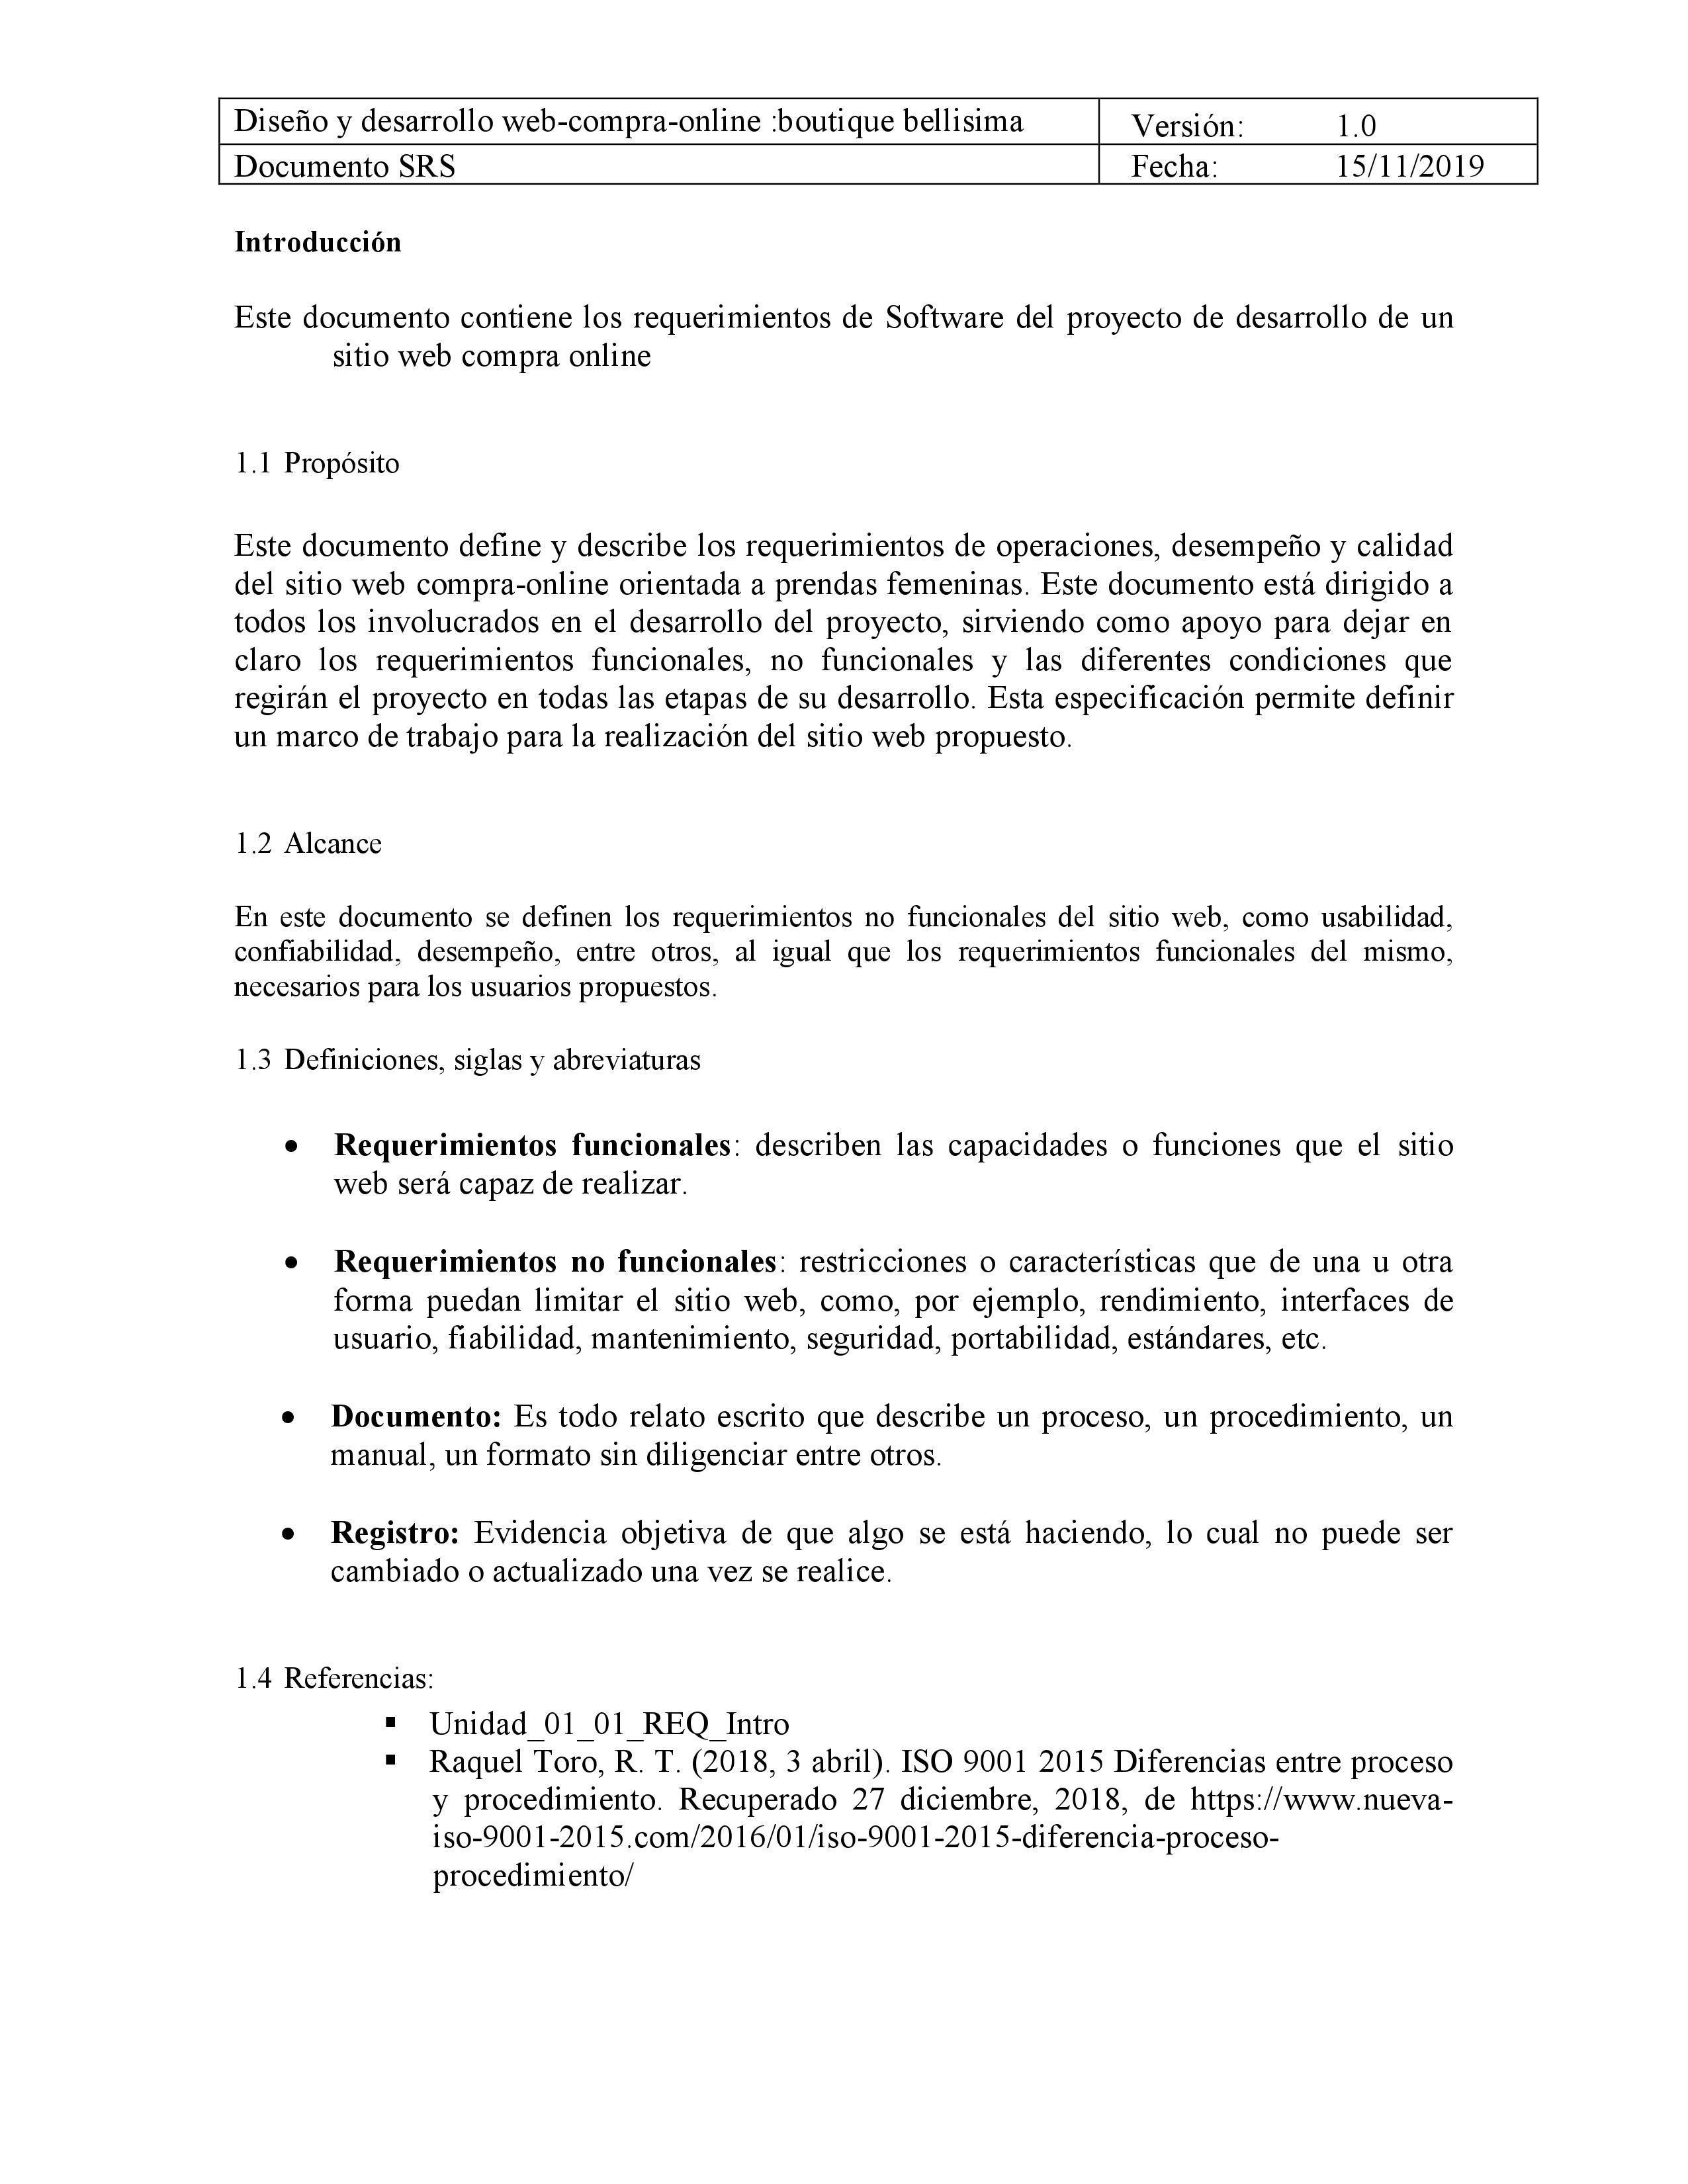 Diseño y desarrollo web-compra-online :boutique bellisima
Versión: 1.0
Documento SRS
Fecha: 15/11/2019
Introducción
Este documento contiene los requerimientos de Software del proyecto de desarrollo de un
sitio web compra online
1.1 Propósito
Este documento define y describe los requerimientos de operaciones, desempeño y calidad
del sitio web compra-online orientada a prendas femeninas. Este documento está dirigido a
todos los involucrados en el desarrollo del proyecto, sirviendo como apoyo para dejar en
claro los requerimientos funcionales, no funcionales y las diferentes condiciones que
regirán el proyecto en todas las etapas de su desarrollo. Esta especificación permite definir
un marco de trabajo para la realización del sitio web propuesto.
1.2 Alcance
En este documento se definen los requerimientos no funcionales del sitio web, como usabilidad,
confiabilidad, desempeño, entre otros, al igual que los requerimientos funcionales del mismo,
necesarios para los usuarios propuestos.
1.3 Definiciones, siglas y abreviaturas
• Requerimientos funcionales: describen las capacidades o funciones que el sitio
web será capaz de realizar.
• Requerimientos no funcionales: restricciones o características que de una u otra
forma puedan limitar el sitio web, como, por ejemplo, rendimiento, interfaces de
usuario, fiabilidad, mantenimiento, seguridad, portabilidad, estándares, etc.
• Documento: Es todo relato escrito que describe un proceso, un procedimiento, un
manual, un formato sin diligenciar entre otros.
• Registro: Evidencia objetiva de que algo se está haciendo, lo cual no puede ser
cambiado o actualizado una vez se realice.
1.4 Referencias:
▪ Unidad_01_01_REQ_Intro
▪ Raquel Toro, R. T. (2018, 3 abril). ISO 9001 2015 Diferencias entre proceso
y procedimiento. Recuperado 27 diciembre, 2018, de https://www.nueva-
iso-9001-2015.com/2016/01/iso-9001-2015-diferencia-proceso-
procedimiento/